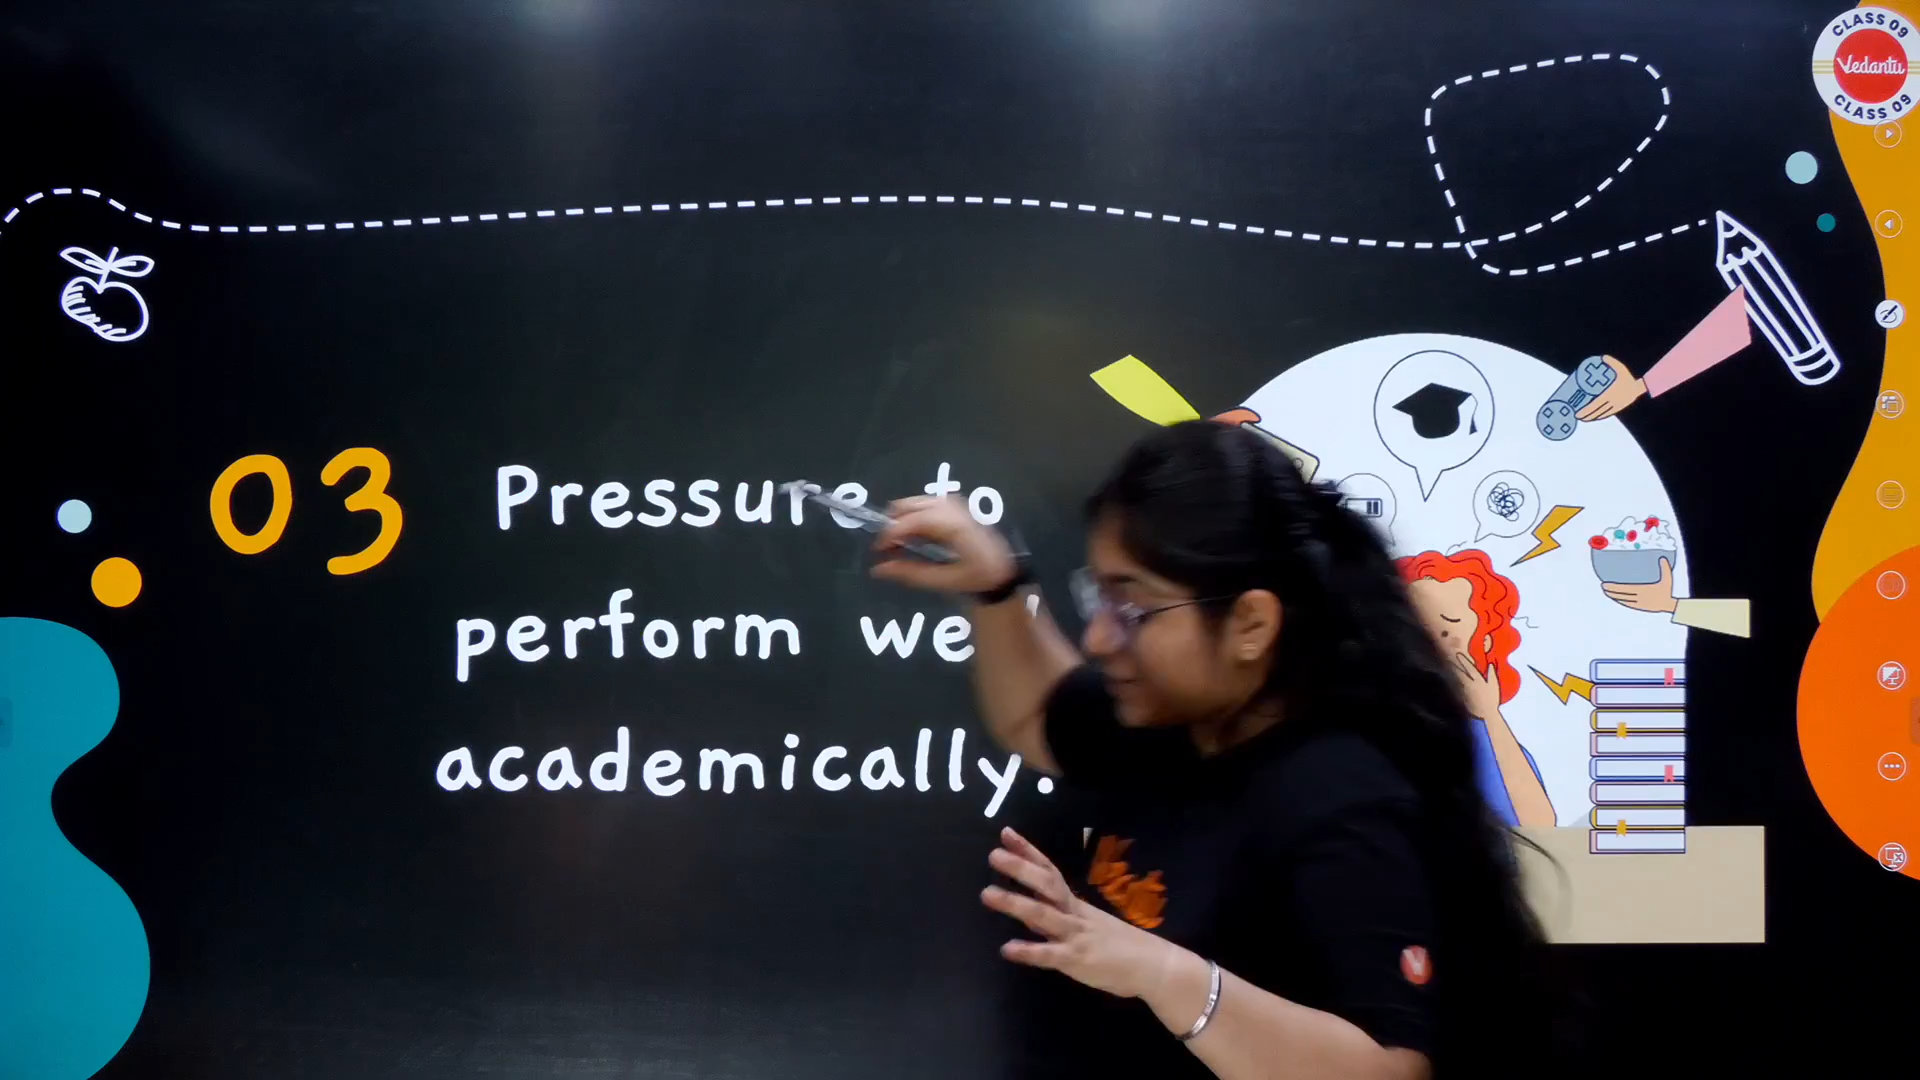 CLASS 09
Vedantu
CLASS 09
03
Pressure to
perform we
academically.